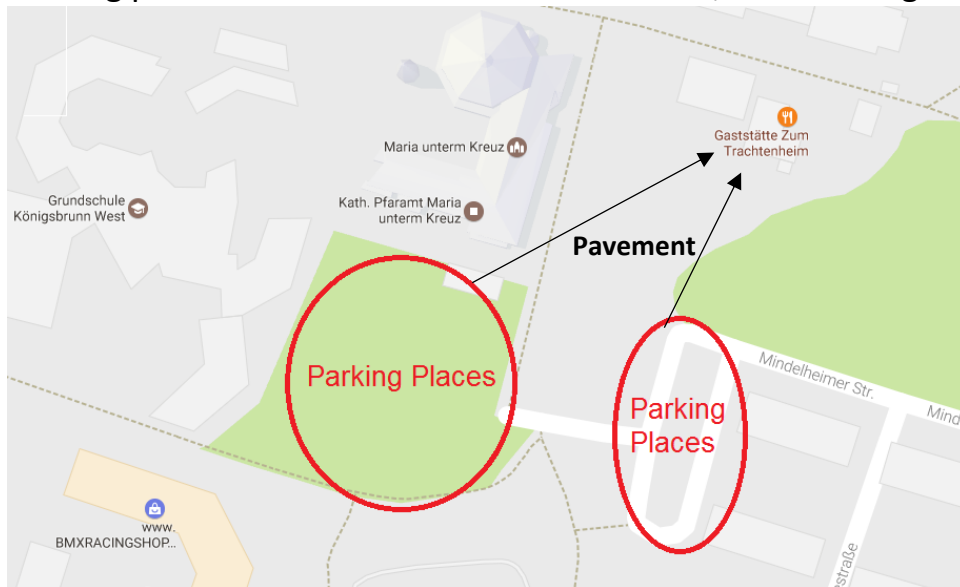 Maria unterm Kreuz
Gaststätte Zum
Trachtenheim
Grundschule
Königsbrunn West
Kath. Pfaramt Maria
unterm Kreuz
Pavement
Parking Places
Mindelheimer Str.
Parking
Places
www.
BMXRACINGSHOP...